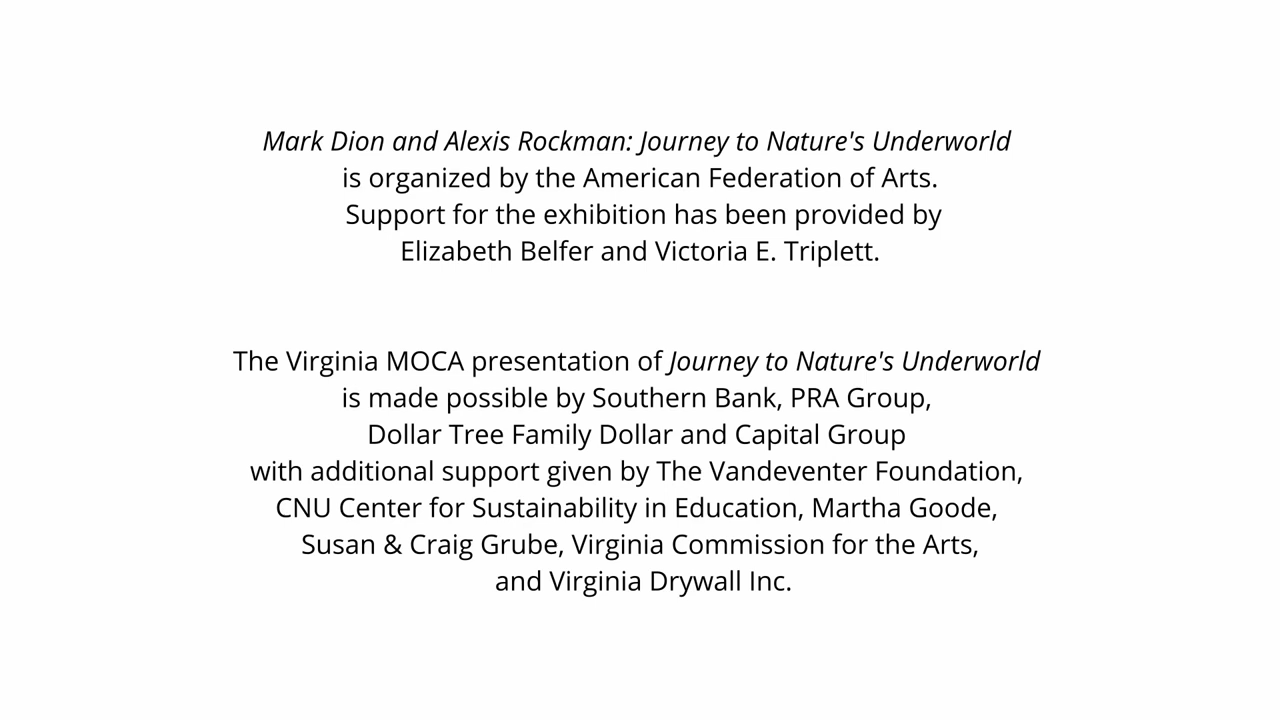 Mark Dion and Alexis Rockman: Journey to Nature's Underworld
is organized by the American Federation of Arts.
Support for the exhibition has been provided by
Elizabeth Belfer and Victoria E. Triplett.
The Virginia MOCA presentation of Journey to Nature's Underworld
is made possible by Southern Bank, PRA Group,
Dollar Tree Family Dollar and Capital Group
with additional support given by The Vandeventer Foundation,
CNU Center for Sustainability in Education, Martha Goode,
Susan & Craig Grube, Virginia Commission for the Arts,
and Virginia Drywall Inc.